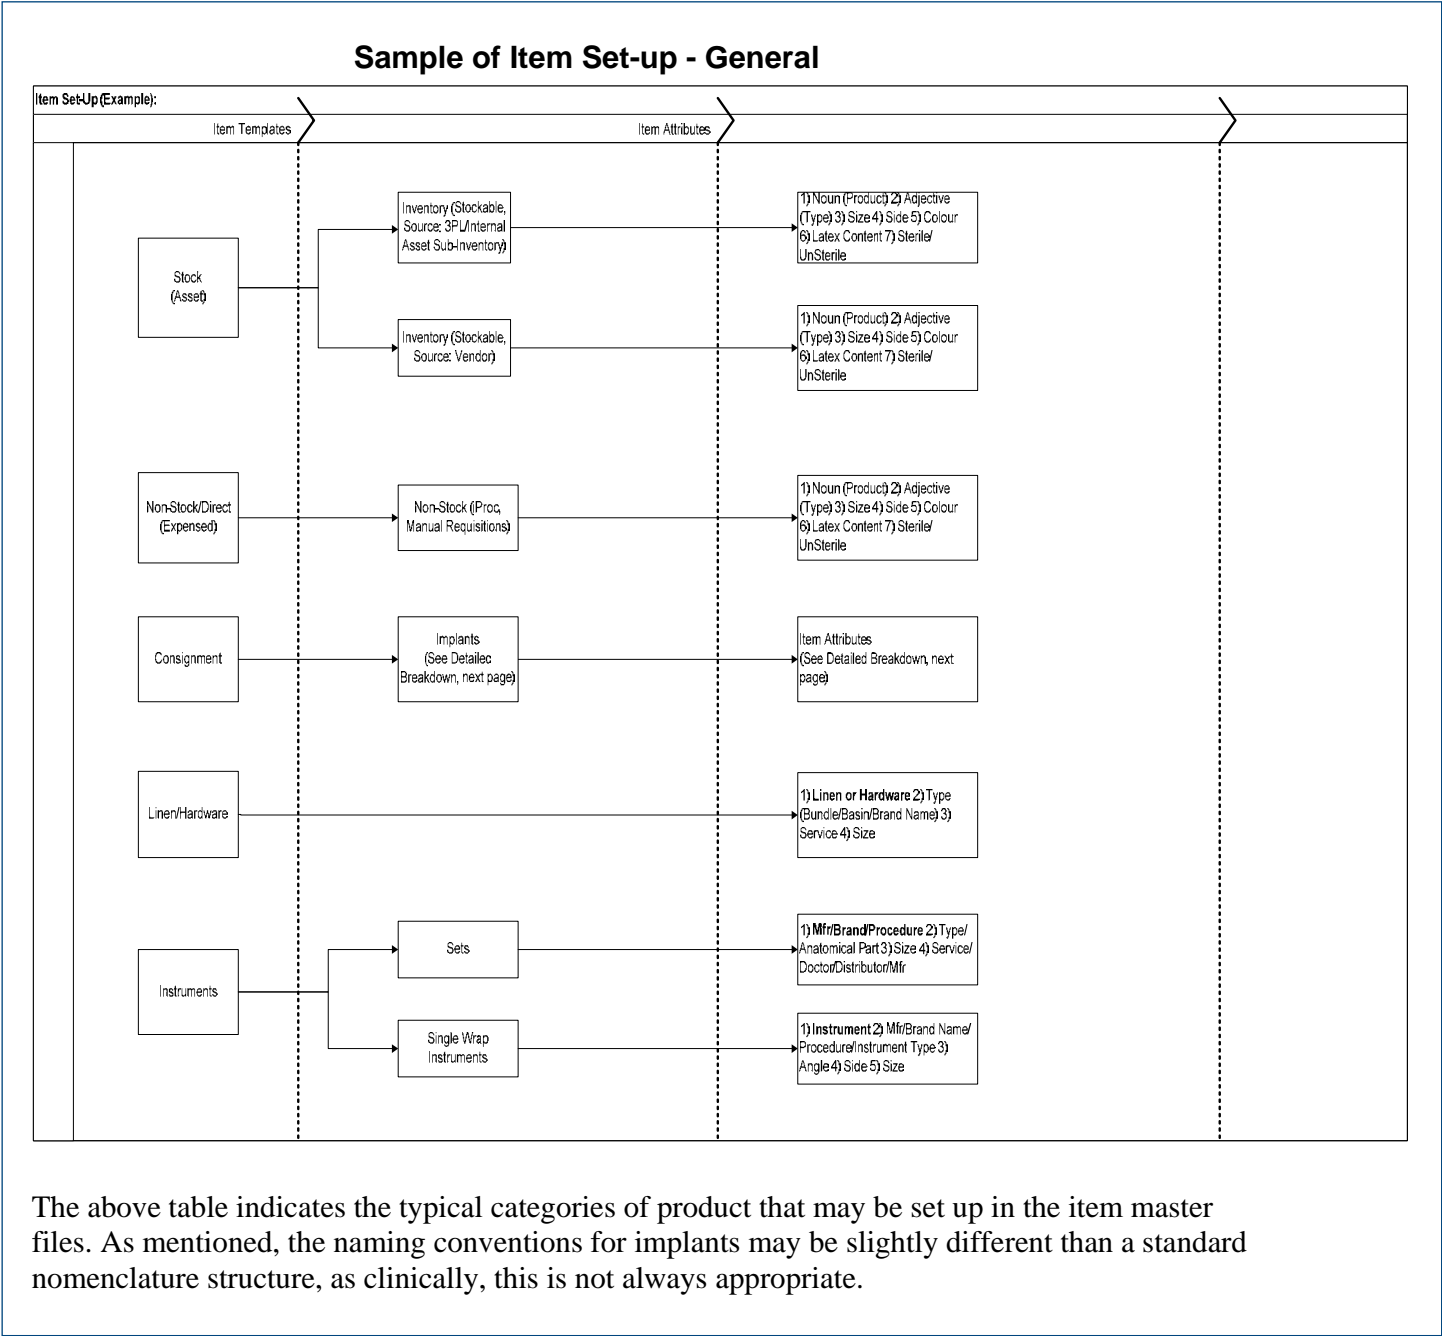 Sample of Item Set-up - General
Item Set-Up (Example):
Item Templates
Item Attributes
Stock
(Asset)
Inventory (Stockable,
Source: 3PL/Internal
Asset Sub-Inventory)
1) Noun (Product) 2) Adjective
(Type) 3) Size 4) Side 5) Colour
6) Latex Content 7) Sterile/
UnSterile
Inventory (Stockable,
Source: Vendor)
1) Noun (Product) 2) Adjective
(Type) 3) Size 4) Side 5) Colour
6) Latex Content 7) Sterile/
UnSterile
Non-Stock/Direct
(Expensed)
Non-Stock (iProc,
Manual Requisitions)
1) Noun (Product) 2) Adjective
(Type) 3) Size 4) Side 5) Colour
6) Latex Content 7) Sterile/
UnSterile
Consignment
Implants
(See Detailed
Breakdown, next page)
Item Attributes
(See Detailed Breakdown, next
page)
Linen/Hardware
1) Linen or Hardware 2) Type
(Bundle/Basin/Brand Name) 3)
Service 4) Size
Instruments
Sets
1) Mfr/Brand/Procedure 2) Type/
Anatomical Part 3) Size 4) Service/
Doctor/Distributor/Mfr
Single Wrap
Instruments
1) Instrument 2) Mfr/Brand Name/
Procedure/Instrument Type 3)
Angle 4) Side 5) Size
The above table indicates the typical categories of product that may be set up in the item master
files. As mentioned, the naming conventions for implants may be slightly different than a standard
nomenclature structure, as clinically, this is not always appropriate.